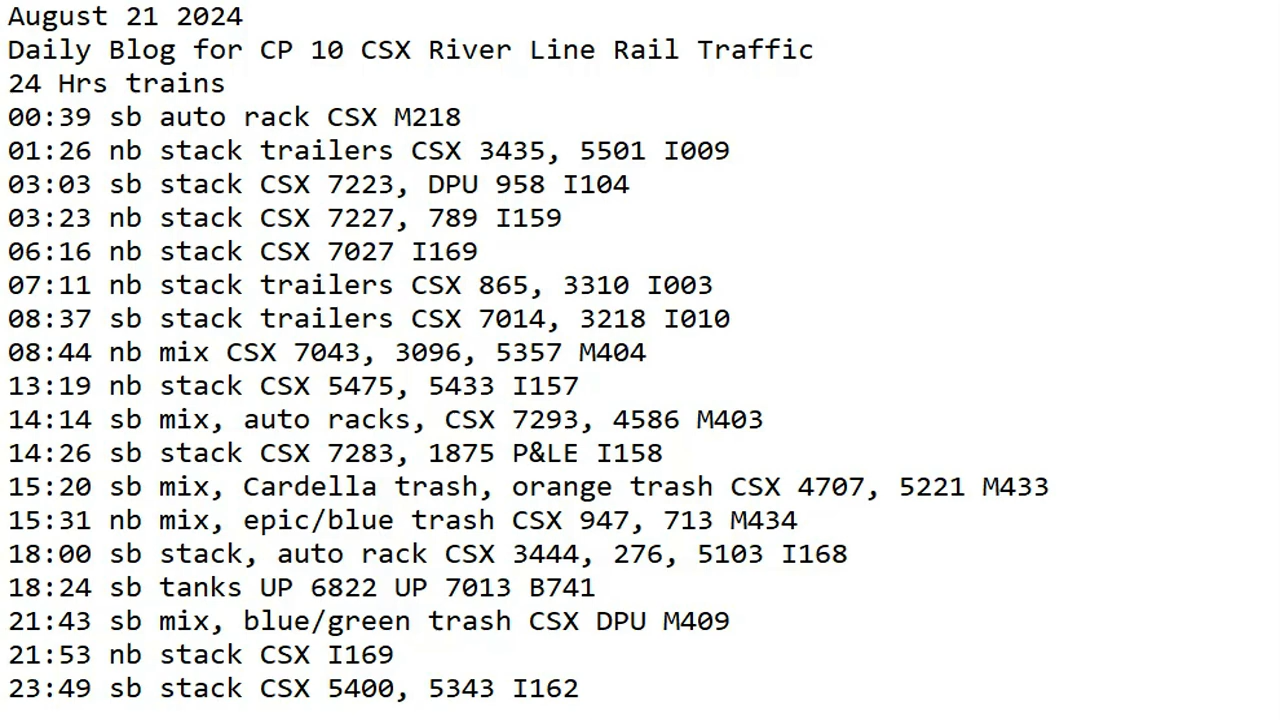 August 21 2024
Daily Blog for CP 10 CSX River Line Rail Traffic
24 Hrs trains
00:39 sb auto rack CSX M218
01:26 nb stack trailers CSX 3435, 5501 I009
03:03 sb stack CSX 7223, DPU 958 I104
03:23 nb stack CSX 7227, 789 I159
06:16 nb stack CSX 7027 I169
07:11 nb stack trailers CSX 865, 3310 I003
08:37 sb stack trailers CSX 7014, 3218 I010
08:44 nb mix CSX 7043, 3096, 5357 M404
13:19 nb stack CSX 5475, 5433 I157
14:14 sb mix, auto racks, CSX 7293, 4586 M403
14:26 sb stack CSX 7283, 1875 P&LE I158
15:20 sb mix, Cardella trash, orange trash CSX 4707, 5221 M433
15:31 nb mix, epic/blue trash CSX 947, 713 M434
18:00 sb stack, auto rack CSX 3444, 276, 5103 I168
18:24 sb tanks UP 6822 UP 7013 B741
21:43 sb mix, blue/green trash CSX DPU M409
21:53 nb stack CSX I169
23:49 sb stack CSX 5400, 5343 I162